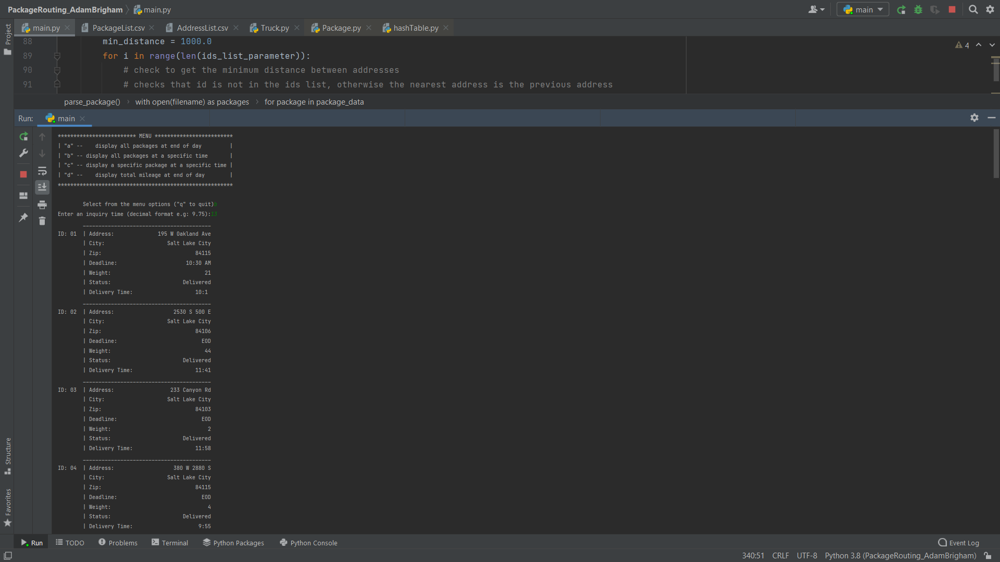 PackageRouting_AdamBrigham main.py
main
Project
main.py PackageList.csv AddressList.csv Truck.py Package.py hashTable.py
88 min_distance = 1000.0
4
89 for i in range(len(ids_list_parameter)):
90 # check to get the minimum distance between addresses
91 # checks that id is not in the ids list, otherwise the nearest address is the previous address
parse_package() › with open(filename) as packages › for package in package_data
Run: main
************************* MENU *************************
| "a" --    display all packages at end of day         |
| "b" -- display all packages at a specific time       |
| "c" -- display a specific package at a specific time |
| "d" --    display total mileage at end of day        |
********************************************************
Select from the menu options ("q" to quit)b
Enter an inquiry time (decimal format e.g: 9.75):13
_________________________________________
ID: 01  | Address:              195 W Oakland Ave
| City:                    Salt Lake City
| Zip:                              84115
| Deadline:                      10:30 AM
| Weight:                              21
| Status:                       Delivered
| Delivery Time:                    10:1
_________________________________________
ID: 02  | Address:                   2530 S 500 E
| City:                    Salt Lake City
| Zip:                              84106
| Deadline:                           EOD
| Weight:                              44
| Status:                       Delivered
| Delivery Time:                    11:41
_________________________________________
ID: 03  | Address:                  233 Canyon Rd
| City:                    Salt Lake City
| Zip:                              84103
| Deadline:                           EOD
| Weight:                               2
| Status:                       Delivered
| Delivery Time:                    11:58
_________________________________________
ID: 04  | Address:                   380 W 2880 S
| City:                    Salt Lake City
| Zip:                              84115
| Deadline:                           EOD
| Weight:                               4
| Status:                       Delivered
| Delivery Time:                     9:55
Structure
Favorites
Run TODO Problems Terminal Python Packages Python Console Event Log
340:51 CRLF UTF-8 Python 3.8 (PackageRouting_AdamBrigham)